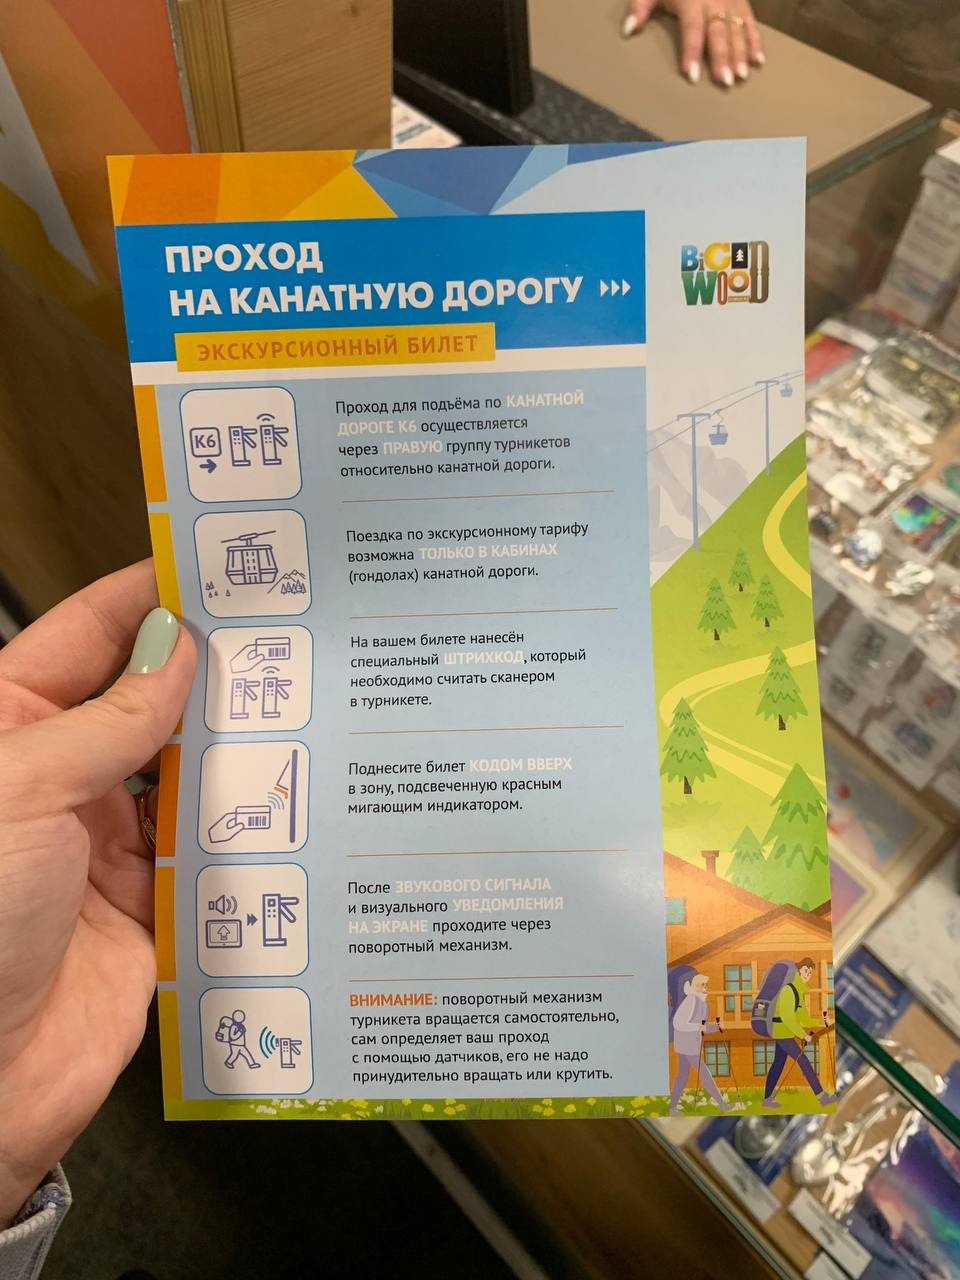 ПРОХОД
НА КАНАТНУЮ ДОРОГУ
ЭКСКУРСИОННЫЙ БИЛЕТ
BiG
WOOD
К6
Проход для подъёма по КАНАТНОЙ
ДОРОГЕ К6 осуществляется
через ПРАВУЮ группу турникетов
относительно канатной дороги.
Поездка по экскурсионному тарифу
возможна ТОЛЬКО В КАБИНАХ
(гондолах) канатной дороги.
На вашем билете нанесён
специальный ШТРИХКОД, который
необходимо считать сканером
в турникете.
Поднесите билет КОДОМ ВВЕРХ
в зону, подсвеченную красным
мигающим индикатором.
После ЗВУКОВОГО СИГНАЛА
и визуального УВЕДОМЛЕНИЯ
НА ЭКРАНЕ проходите через
поворотный механизм.
ВНИМАНИЕ: поворотный механизм
турникета вращается самостоятельно,
сам определяет ваш проход
с помощью датчиков, его не надо
принудительно вращать или крутить.